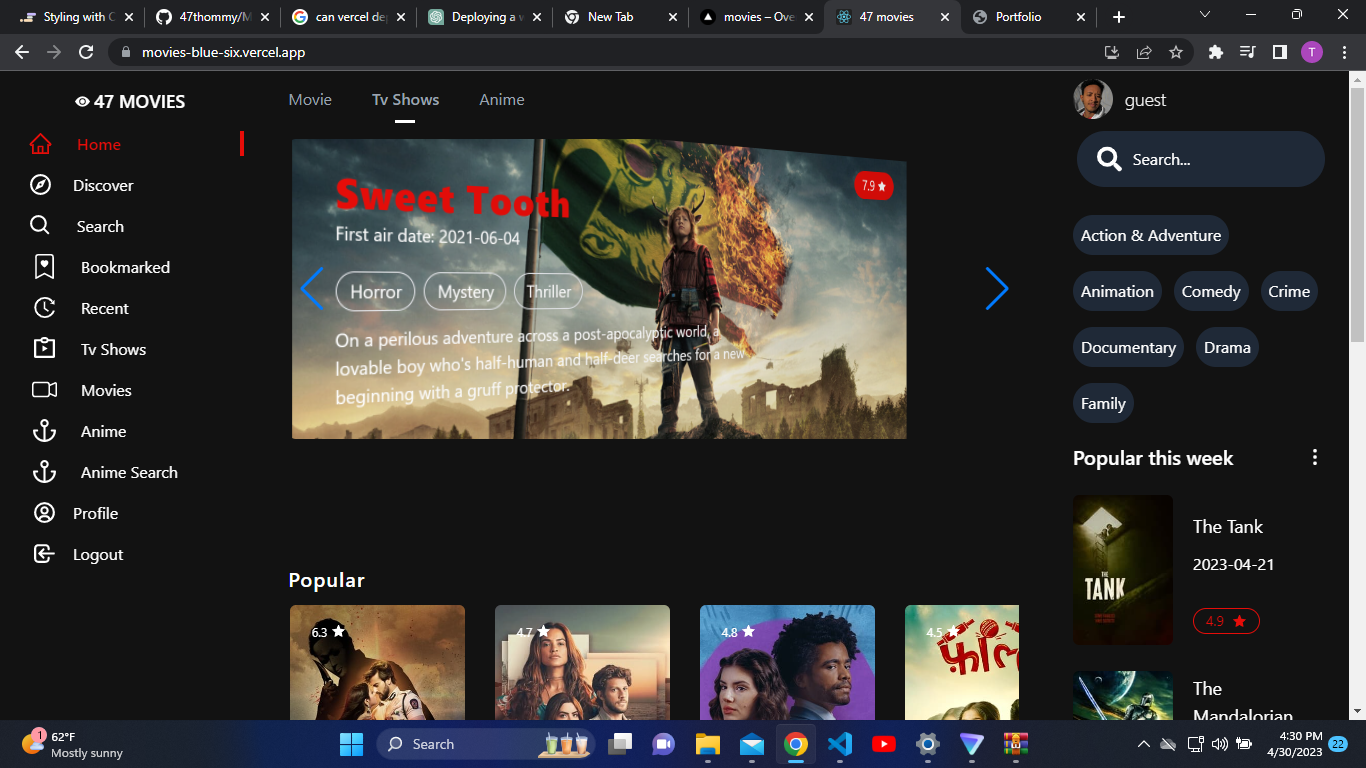 Styling with C
47thommy/M
can vercel dep
Deploying a w
New Tab
movies – Ove
47 movies
Portfolio
movies-blue-six.vercel.app
T
47 MOVIES
Home
Discover
Search
Bookmarked
Recent
Tv Shows
Movies
Anime
Anime Search
Profile
Logout
Movie
Tv Shows
Anime
Sweet Tooth
7.9
First air date: 2021-06-04
Horror
Mystery
Thriller
On a perilous adventure across a post-apocalyptic world, a
lovable boy who's half-human and half-deer searches for a new
beginning with a gruff protector.
Popular
6.3
4.7
4.8
4.5
guest
Search...
Action & Adventure
Animation
Comedy
Crime
Documentary
Drama
Family
Popular this week
THE
TANK
The Tank
2023-04-21
4.9
The
Mandalorian
1
62°F
Mostly sunny
Search
4:30 PM
4/30/2023
22